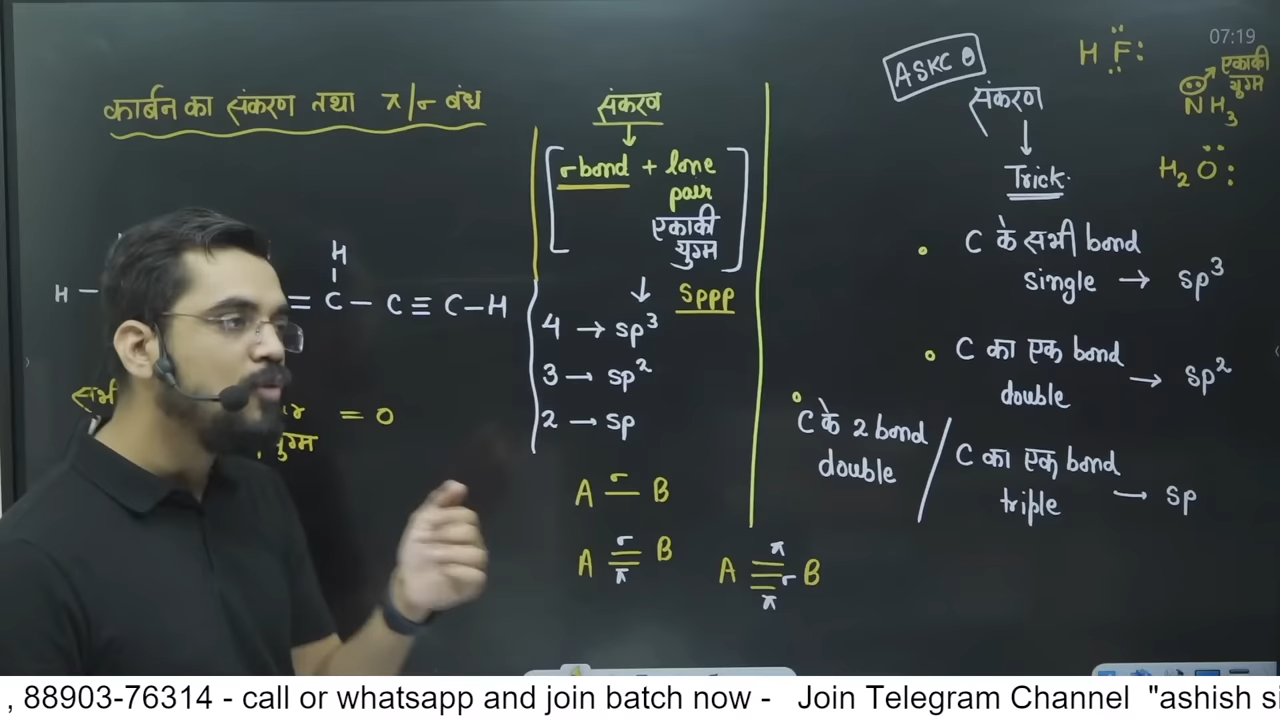 कार्बन का संकरण तथा π/σ बंध
H
H –
= C – C ≡ C – H
= 0
युग्म
संकरण
↓
[σ bond + lone
pair
एकाकी
युग्म]
↓ sppp
4 → sp³
3 → sp²
2 → sp
A σ— B
A σ=π B
A π≡σπ B
ASKC
संकरण
↓
Trick.
• C के सभी bond
single → sp³
• C का एक bond
double → sp²
• C के 2 bond
double / C का एक bond
triple → sp
H F:
07:19
एकाकी
युग्म
NH₃
H₂O:
, 88903-76314 - call or whatsapp and join batch now - Join Telegram Channel "ashish si